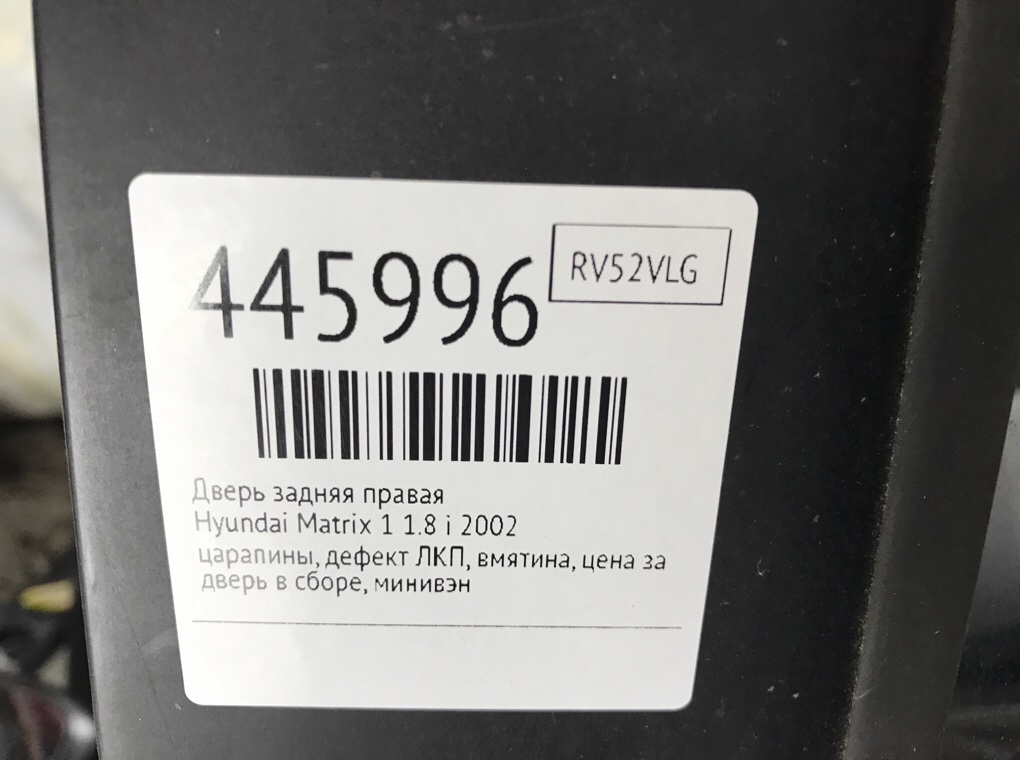 445996
RV52VLG
Дверь задняя правая
Hyundai Matrix 1 1.8 i 2002
царапины, дефект ЛКП, вмятина, цена за
дверь в сборе, минивэн